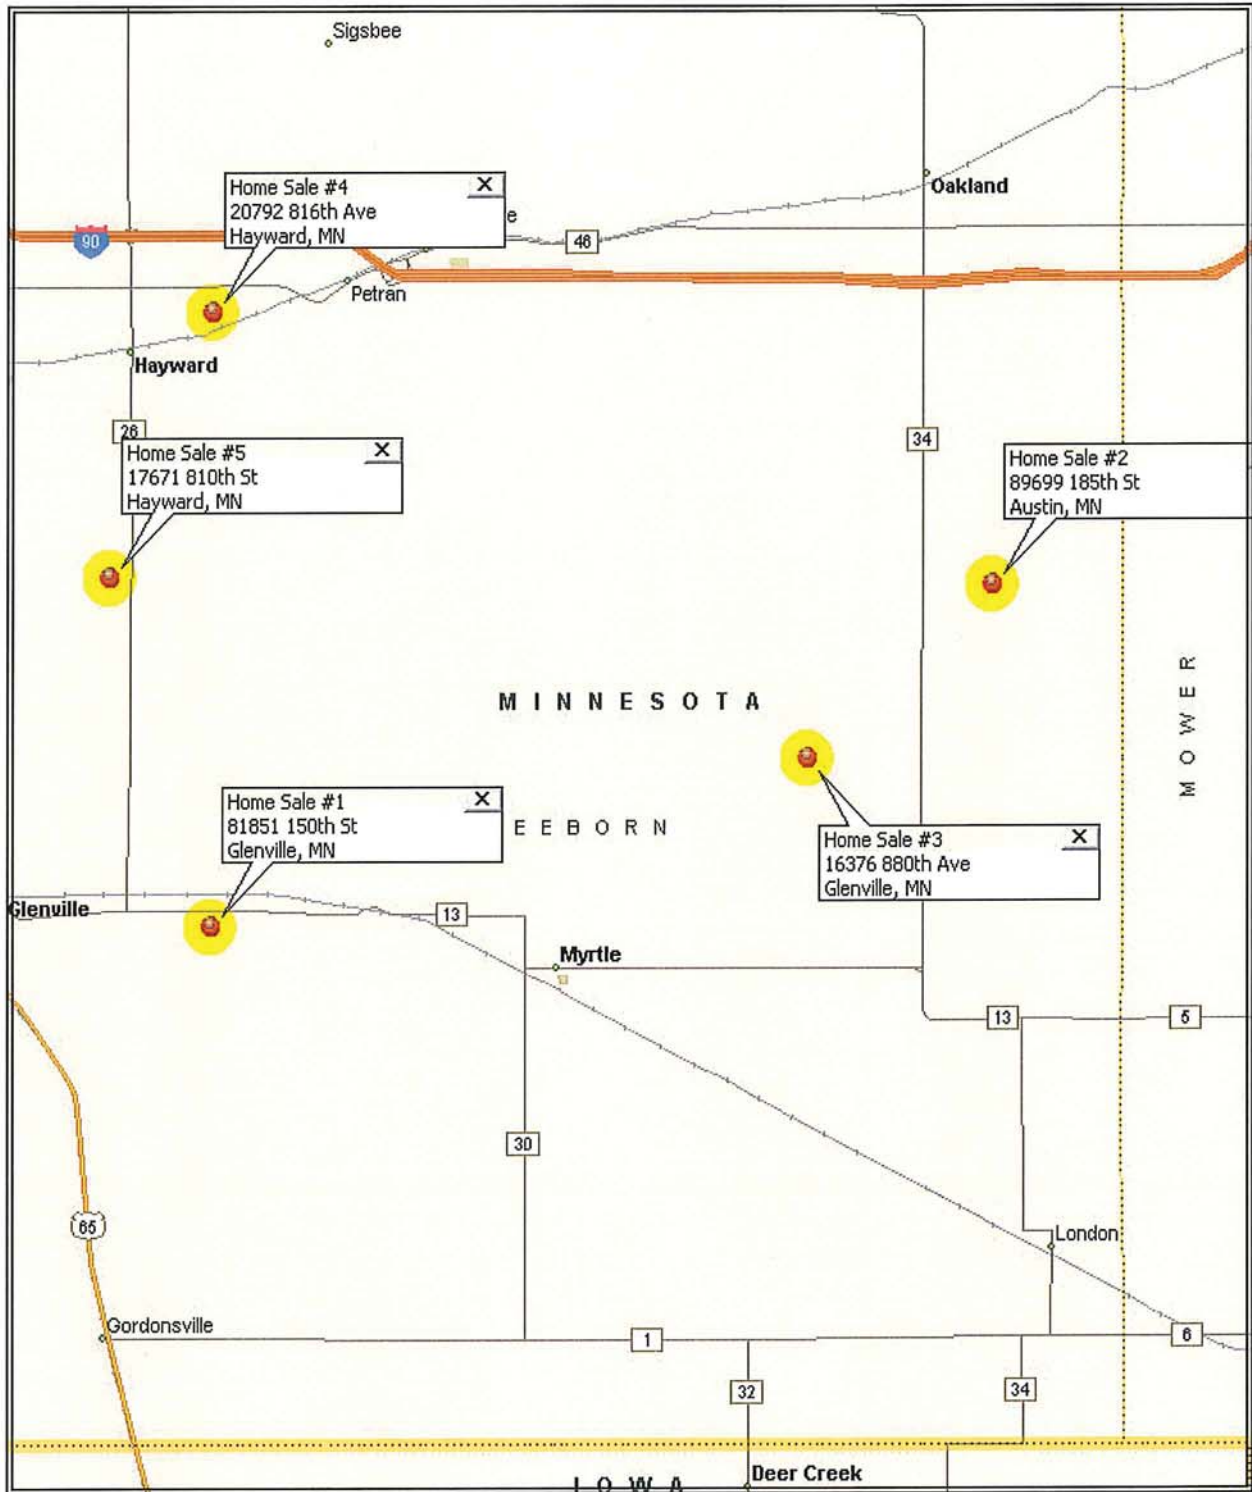 Sigsbee
Home Sale #4
20792 816th Ave
Hayward, MN
Oakland
e
90
46
Petran
Hayward
26
34
Home Sale #5
17671 810th St
Hayward, MN
Home Sale #2
89699 185th St
Austin, MN
MINNESOTA
MOWER
Home Sale #1
81851 150th St
Glenville, MN
EEBORN
Home Sale #3
16376 880th Ave
Glenville, MN
Glenville
13
Myrtle
13
5
30
65
London
Gordonsville
1
6
32
34
Deer Creek
IOWA